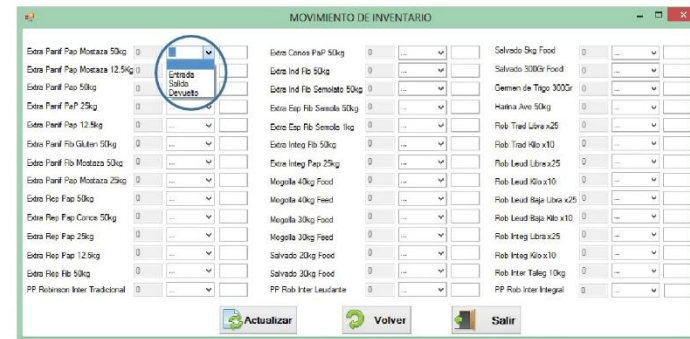 MOVIMIENTO DE INVENTARIO
Extra Panif Pap Mostaza 50kg 0
Entrada
Salida
Devuelto
Extra Panif Pap Mostaza 12.5Kg 0
Extra Panif Pap 50kg 0 ...
Extra Panif PaP 25kg 0 ...
Extra Panif Pap 12.5kg 0 ...
Extra Panif Fib Gluten 50kg 0 ...
Extra Panif Fib Mostaza 50kg 0 ...
Extra Panif Pap Mostaza 25kg 0 ...
Extra Rep Pap 50kg 0 ...
Extra Rep Pap Conos 50kg 0 ...
Extra Rep Pap 25kg 0 ...
Extra Rep Pap 12.5kg 0 ...
Extra Rep Fib 50kg 0 ...
PP Robinson Inter Tradicional 0 ...
Extra Conos PaP 50kg 0 ...
Extra Ind Fib 50kg 0 ...
Extra Ind Fib Semolato 50kg 0 ...
Extra Esp Fib Semola 50kg 0 ...
Extra Esp Fib Semola 1kg 0 ...
Extra Integ Fib 50kg 0 ...
Extra Integ Pap 25kg 0 ...
Mogolla 40kg Food 0 ...
Mogolla 40kg Feed 0 ...
Mogolla 30kg Food 0 ...
Mogolla 30kg Feed 0 ...
Salvado 20kg Food 0 ...
Salvado 30kg Food 0 ...
PP Rob Inter Leudante 0 ...
Salvado 5kg Food 0 ...
Salvado 300Gr Food 0 ...
Germen de Trigo 300Gr 0 ...
Harina Ave 50kg 0 ...
Rob Trad Libra x25 0 ...
Rob Trad Kilo x10 0 ...
Rob Leud Libra x25 0 ...
Rob Leud Kilo x10 0 ...
Rob Leud Baja Libra x25 0 ...
Rob Leud Baja Kilo x10 0 ...
Rob Integ Libra x25 0 ...
Rob Integ Kilo x10 0 ...
Rob Inter Taleg 10kg 0 ...
PP Rob Inter Integral 0 ...
Actualizar
Volver
Salir